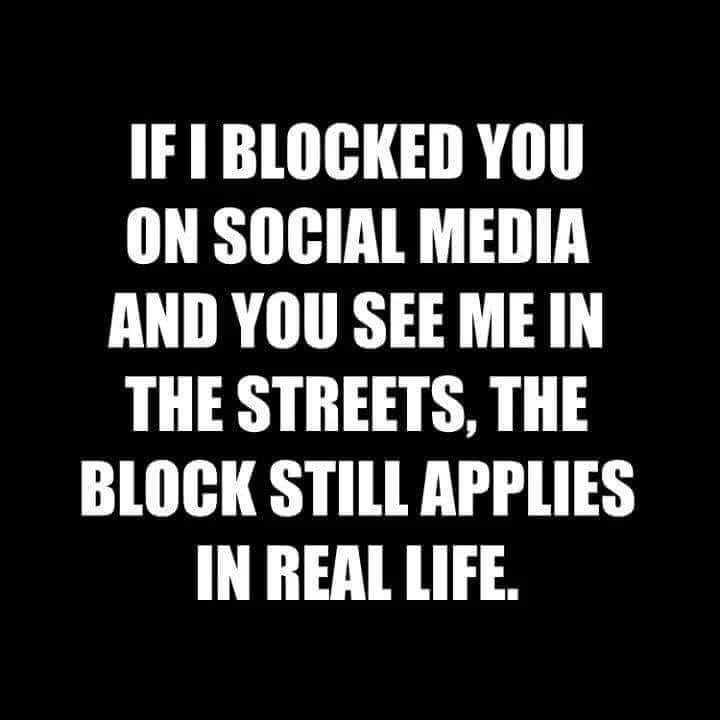 IF I BLOCKED YOU
ON SOCIAL MEDIA
AND YOU SEE ME IN
THE STREETS, THE
BLOCK STILL APPLIES
IN REAL LIFE.